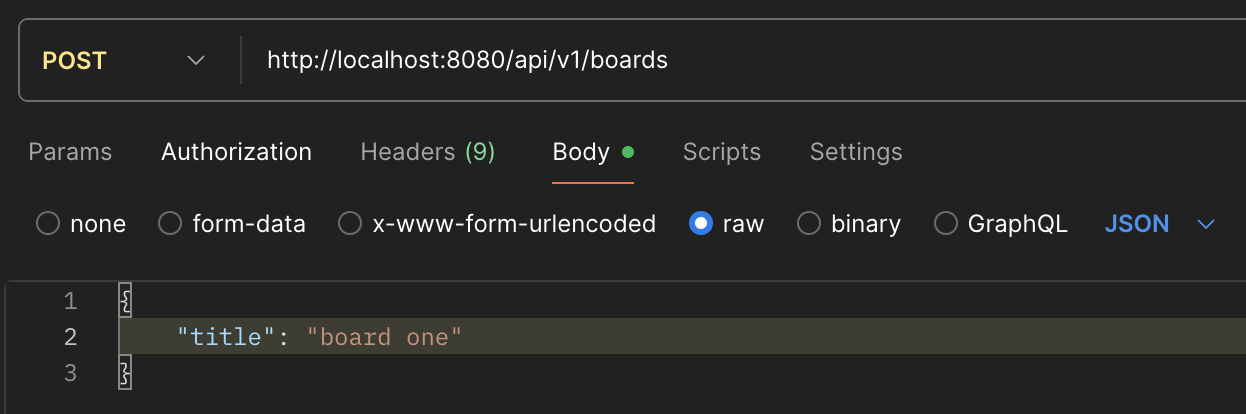 POST http://localhost:8080/api/v1/boards
Params Authorization Headers (9) Body Scripts Settings
none form-data x-www-form-urlencoded raw binary GraphQL JSON
1 {
2 "title": "board one"
3 }